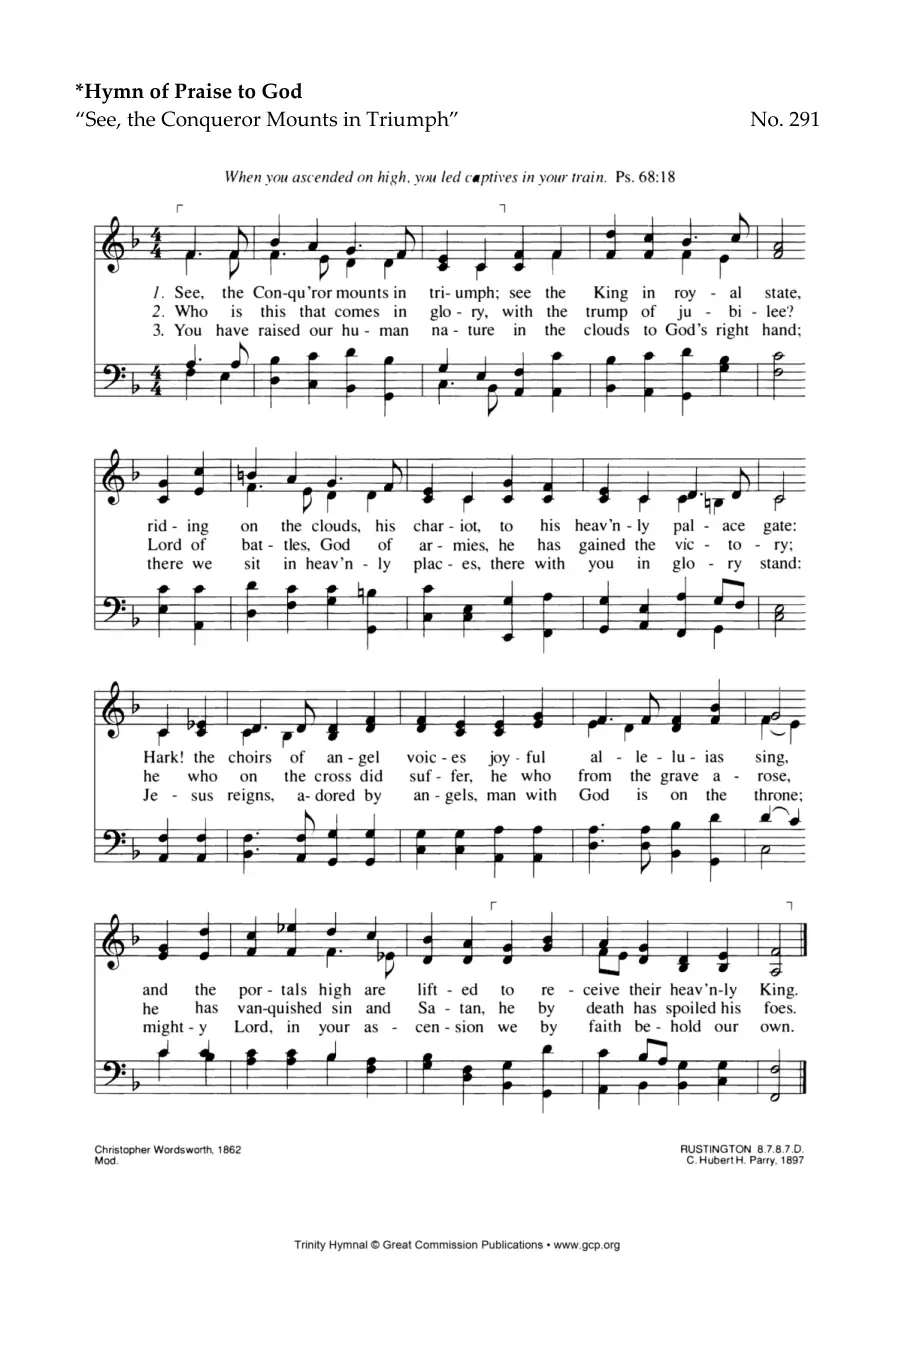 *Hymn of Praise to God
“See, the Conqueror Mounts in Triumph” No. 291
When you ascended on high, you led captives in your train. Ps. 68:18
1. See, the Con-qu'ror mounts in tri- umph; see the King in roy - al state,
2. Who is this that comes in glo - ry, with the trump of ju - bi - lee?
3. You have raised our hu - man na - ture in the clouds to God's right hand;
rid - ing on the clouds, his char - iot, to his heav'n - ly pal - ace gate:
Lord of bat - tles, God of ar - mies, he has gained the vic - to - ry;
there we sit in heav'n - ly plac - es, there with you in glo - ry stand:
Hark! the choirs of an - gel voic - es joy - ful al - le - lu - ias sing,
he who on the cross did suf - fer, he who from the grave a - rose,
Je - sus reigns, a- dored by an - gels, man with God is on the throne;
and the por - tals high are lift - ed to re - ceive their heav'n-ly King.
he has van-quished sin and Sa - tan, he by death has spoiled his foes.
might - y Lord, in your as - cen - sion we by faith be - hold our own.
Christopher Wordsworth, 1862 RUSTINGTON 8.7.8.7.D.
Mod. C. Hubert H. Parry, 1897
Trinity Hymnal © Great Commission Publications • www.gcp.org